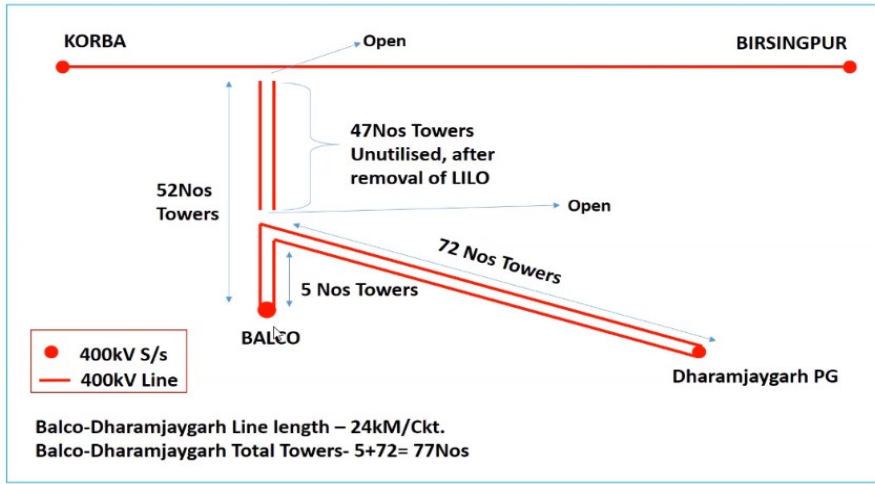 KORBA
Open
BIRSINGPUR
47Nos Towers
Unutilised, after
removal of LILO
52Nos
Towers
Open
72 Nos Towers
5 Nos Towers
BALCO
400kV S/s
400kV Line
Dharamjaygarh PG
Balco-Dharamjaygarh Line length – 24kM/Ckt.
Balco-Dharamjaygarh Total Towers- 5+72= 77Nos